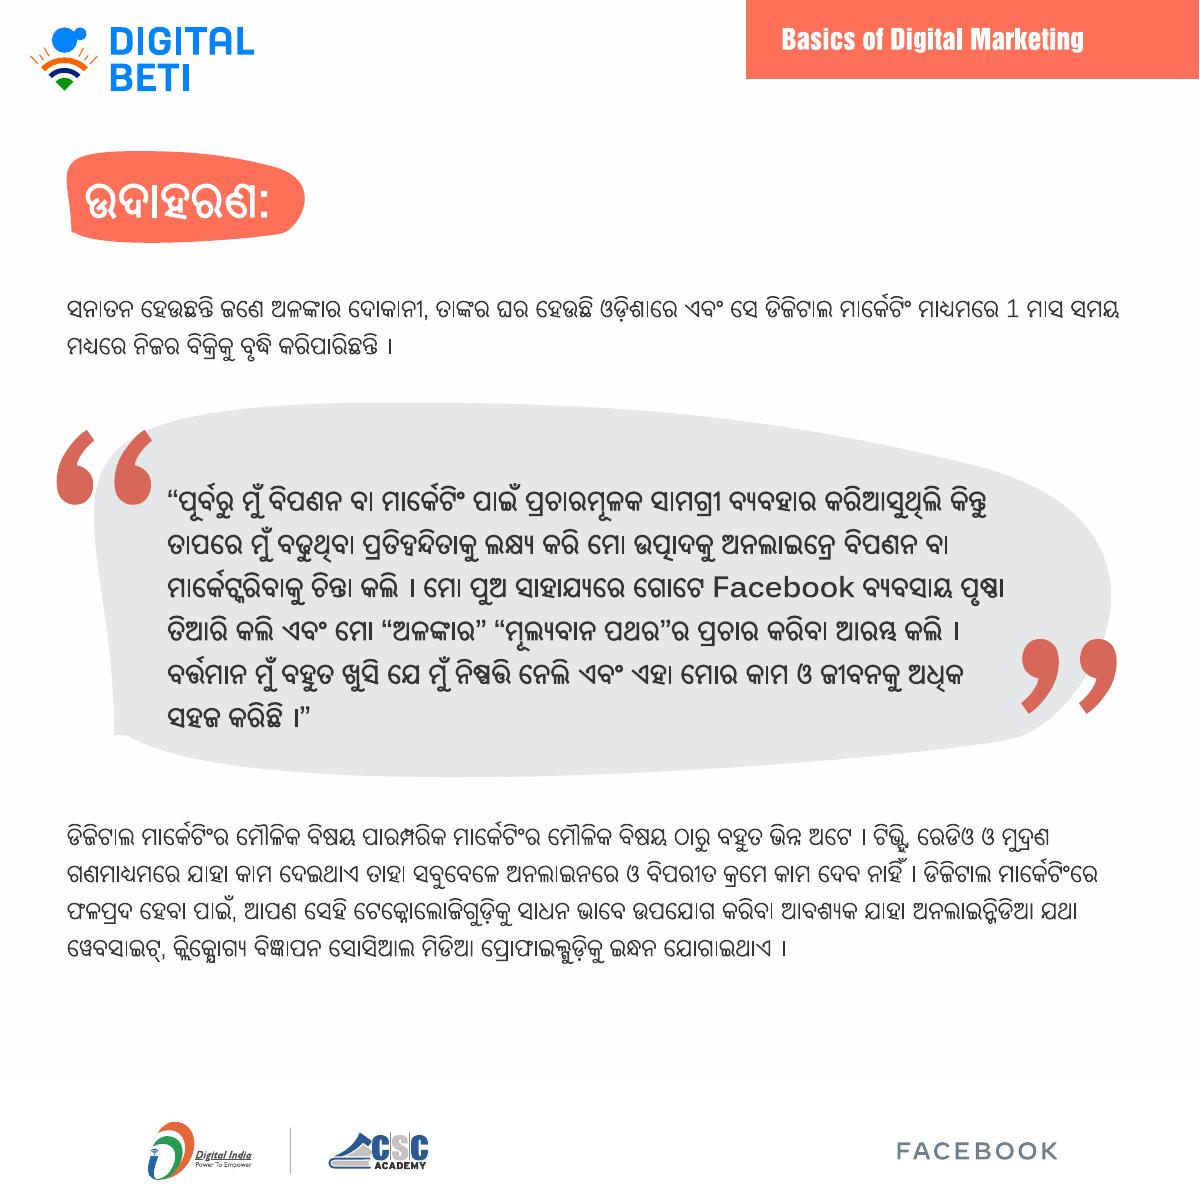 DIGITAL
BETI
Basics of Digital Marketing
ଉଦାହରଣ:
ସନାତନ ହେଉଛନ୍ତି ଜଣେ ଅଳଙ୍କାର ଦୋକାନୀ, ତାଙ୍କର ଘର ହେଉଛି ଓଡ଼ିଶାରେ ଏବଂ ସେ ଡିଜିଟାଲ ମାର୍କେଟିଂ ମାଧ୍ୟମରେ 1 ମାସ ସମୟ
ମଧ୍ୟରେ ନିଜର ବିକ୍ରିକୁ ବୃଦ୍ଧି କରିପାରିଛନ୍ତି ।
“ପୂର୍ବରୁ ମୁଁ ବିପଣନ ବା ମାର୍କେଟିଂ ପାଇଁ ପ୍ରଚାରମୂଳକ ସାମଗ୍ରୀ ବ୍ୟବହାର କରିଆସୁଥିଲି କିନ୍ତୁ
ତାପରେ ମୁଁ ବଢୁଥିବା ପ୍ରତିଦ୍ୱନ୍ଦିତାକୁ ଲକ୍ଷ୍ୟ କରି ମୋ ଉତ୍ପାଦକୁ ଅନଲାଇନ୍ରେ ବିପଣନ ବା
ମାର୍କେଟ୍କରିବାକୁ ଚିନ୍ତା କଲି । ମୋ ପୁଅ ସାହାଯ୍ୟରେ ଗୋଟେ Facebook ବ୍ୟବସାୟ ପୃଷ୍ଠା
ତିଆରି କଲି ଏବଂ ମୋ “ଅଳଙ୍କାର” “ମୂଲ୍ୟବାନ ପଥର”ର ପ୍ରଚାର କରିବା ଆରମ୍ଭ କଲି ।
ବର୍ତ୍ତମାନ ମୁଁ ବହୁତ ଖୁସି ଯେ ମୁଁ ନିଷ୍ପତ୍ତି ନେଲି ଏବଂ ଏହା ମୋର କାମ ଓ ଜୀବନକୁ ଅଧିକ
ସହଜ କରିଛି ।”
ଡିଜିଟାଲ ମାର୍କେଟିଂର ମୌଳିକ ବିଷୟ ପାରମ୍ପରିକ ମାର୍କେଟିଂର ମୌଳିକ ବିଷୟ ଠାରୁ ବହୁତ ଭିନ୍ନ ଅଟେ । ଟିଭ୍ହି, ରେଡିଓ ଓ ମୁଦ୍ରଣ
ଗଣମାଧ୍ୟମରେ ଯାହା କାମ ଦେଇଥାଏ ତାହା ସବୁବେଳେ ଅନଲାଇନରେ ଓ ବିପରୀତ କ୍ରମେ କାମ ଦେବ ନାହିଁ । ଡିଜିଟାଲ ମାର୍କେଟିଂରେ
ଫଳପ୍ରଦ ହେବା ପାଇଁ, ଆପଣ ସେହି ଟେକ୍ନୋଲୋଜିଗୁଡ଼ିକୁ ସାଧନ ଭାବେ ଉପଯୋଗ କରିବା ଆବଶ୍ୟକ ଯାହା ଅନଲାଇନ୍ମିଡିଆ ଯଥା
ୱେବସାଇଟ୍, କ୍ଲିକ୍ଯୋଗ୍ୟ ବିଜ୍ଞାପନ ସୋସିଆଲ ମିଡିଆ ପ୍ରୋଫାଇଲ୍ଗୁଡ଼ିକୁ ଇନ୍ଧନ ଯୋଗାଇଥାଏ ।
Digital India
Power To Empower
CSC
ACADEMY
FACEBOOK